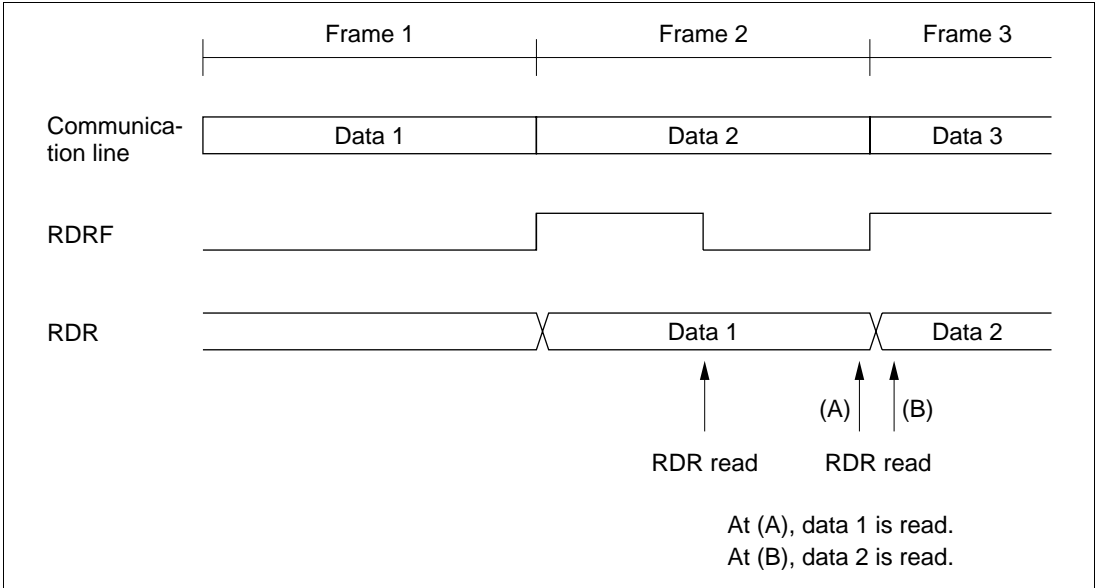 Frame 1 Frame 2 Frame 3
Communica-
tion line
Data 1 Data 2 Data 3
RDRF
RDR Data 1 Data 2
(A) (B)
RDR read RDR read
At (A), data 1 is read.
At (B), data 2 is read.